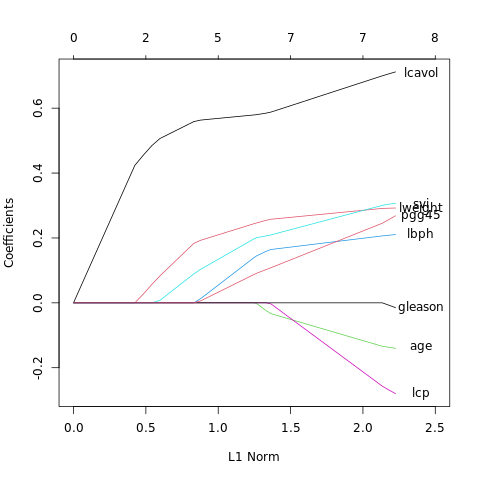 0 2 5 7 7 8
lcavol
svi
lweight
pgg45
lbph
gleason
age
lcp
Coefficients
0.6
0.4
0.2
0.0
-0.2
0.0 0.5 1.0 1.5 2.0 2.5
L1 Norm